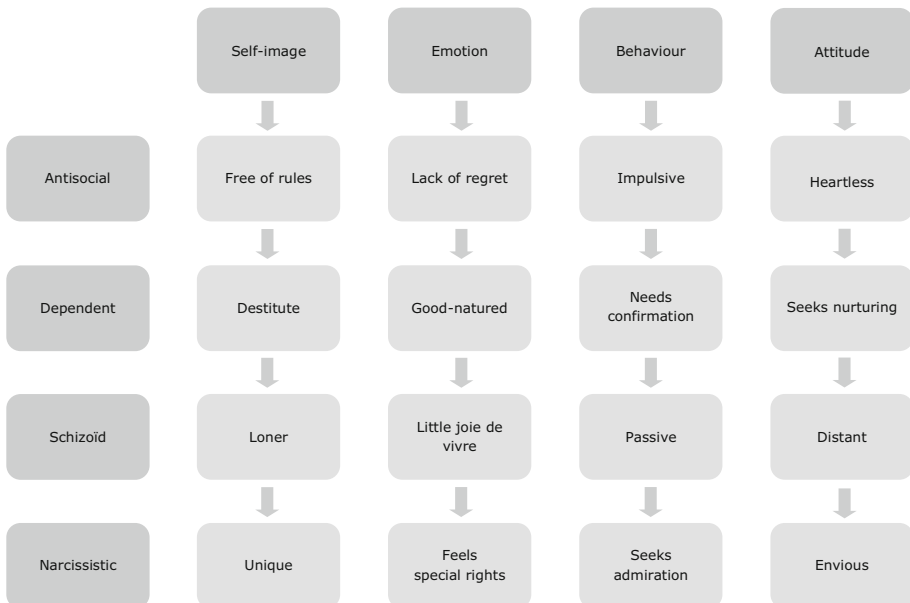 Self-image
Emotion
Behaviour
Attitude
Antisocial
Free of rules
Lack of regret
Impulsive
Heartless
Dependent
Destitute
Good-natured
Needs
confirmation
Seeks nurturing
Schizoïd
Loner
Little joie de
vivre
Passive
Distant
Narcissistic
Unique
Feels
special rights
Seeks
admiration
Envious